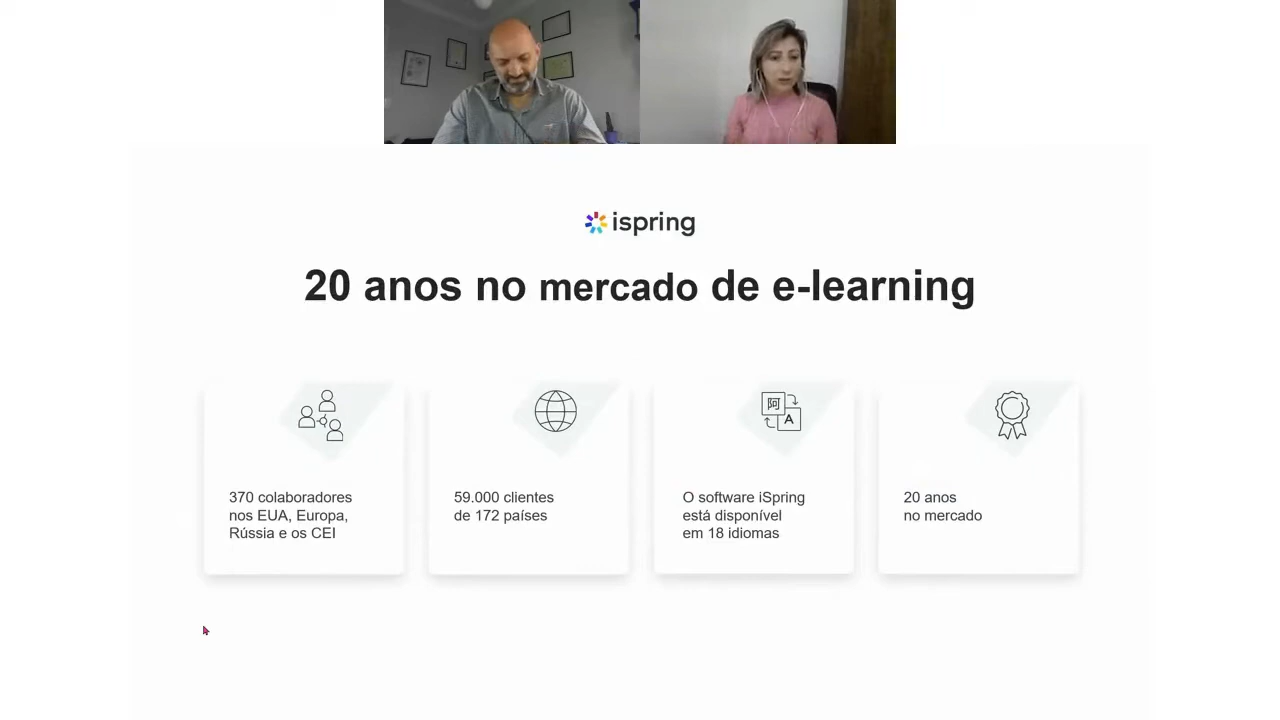 ispring
20 anos no mercado de e-learning
阿
A
370 colaboradores
nos EUA, Europa,
Rússia e os CEI
59.000 clientes
de 172 países
O software iSpring
está disponível
em 18 idiomas
20 anos
no mercado